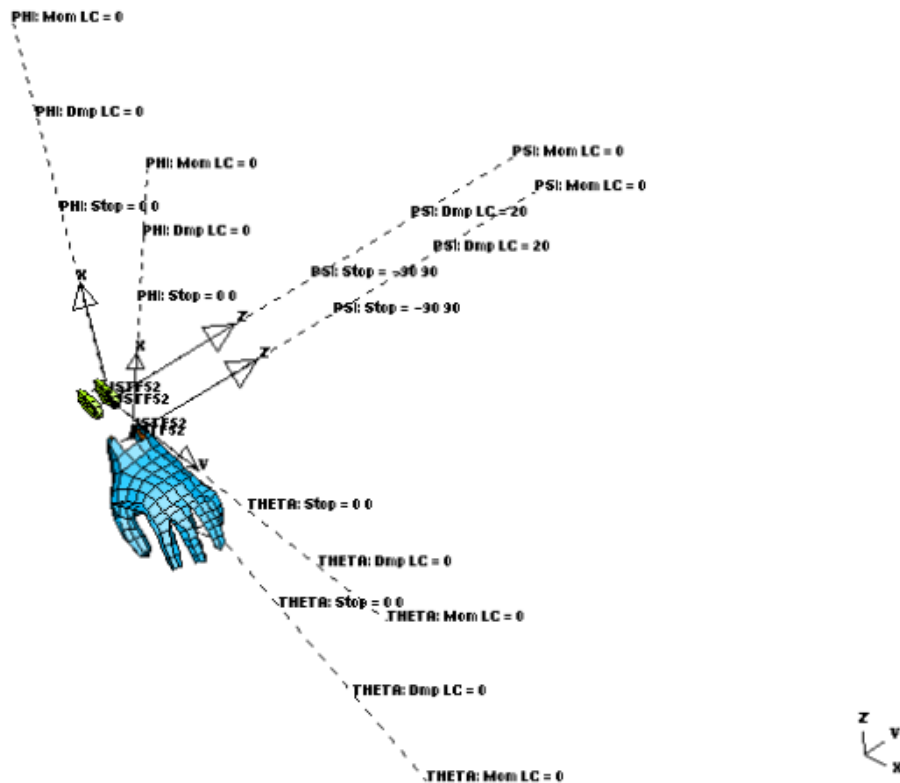 PHI: Mom LC = 0
PHI: Dmp LC = 0
PHI: Mom LC = 0
PSI: Mom LC = 0
PSI: Mom LC = 0
PHI: Stop = 0 0
PSI: Dmp LC = 20
PHI: Dmp LC = 0
PSI: Dmp LC = 20
X
PSI: Stop = -90 90
PHI: Stop = 0 0
PSI: Stop = -90 90
Z
X
Z
JSTF52
JSTF52
JSTF52
Y
THETA: Stop = 0 0
THETA: Dmp LC = 0
THETA: Stop = 0 0
THETA: Mom LC = 0
THETA: Dmp LC = 0
Z
Y
X
THETA: Mom LC = 0